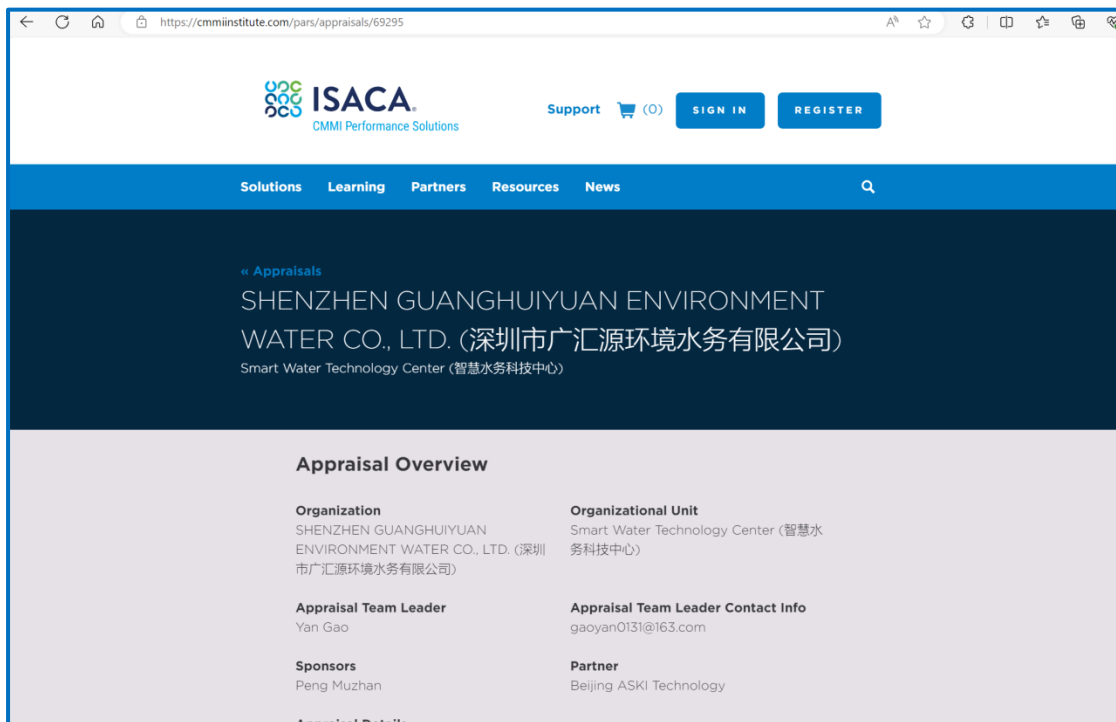 https://cmmiinstitute.com/pars/appraisals/69295
ISACA®
CMMI Performance Solutions
Support (0) SIGN IN REGISTER
Solutions Learning Partners Resources News
« Appraisals
SHENZHEN GUANGHUIYUAN ENVIRONMENT
WATER CO., LTD. (深圳市广汇源环境水务有限公司)
Smart Water Technology Center (智慧水务科技中心)
Appraisal Overview
Organization
SHENZHEN GUANGHUIYUAN
ENVIRONMENT WATER CO., LTD. (深圳
市广汇源环境水务有限公司)
Organizational Unit
Smart Water Technology Center (智慧水
务科技中心)
Appraisal Team Leader
Yan Gao
Appraisal Team Leader Contact Info
gaoyan0131@163.com
Sponsors
Peng Muzhan
Partner
Beijing ASKI Technology
Appraisal Details